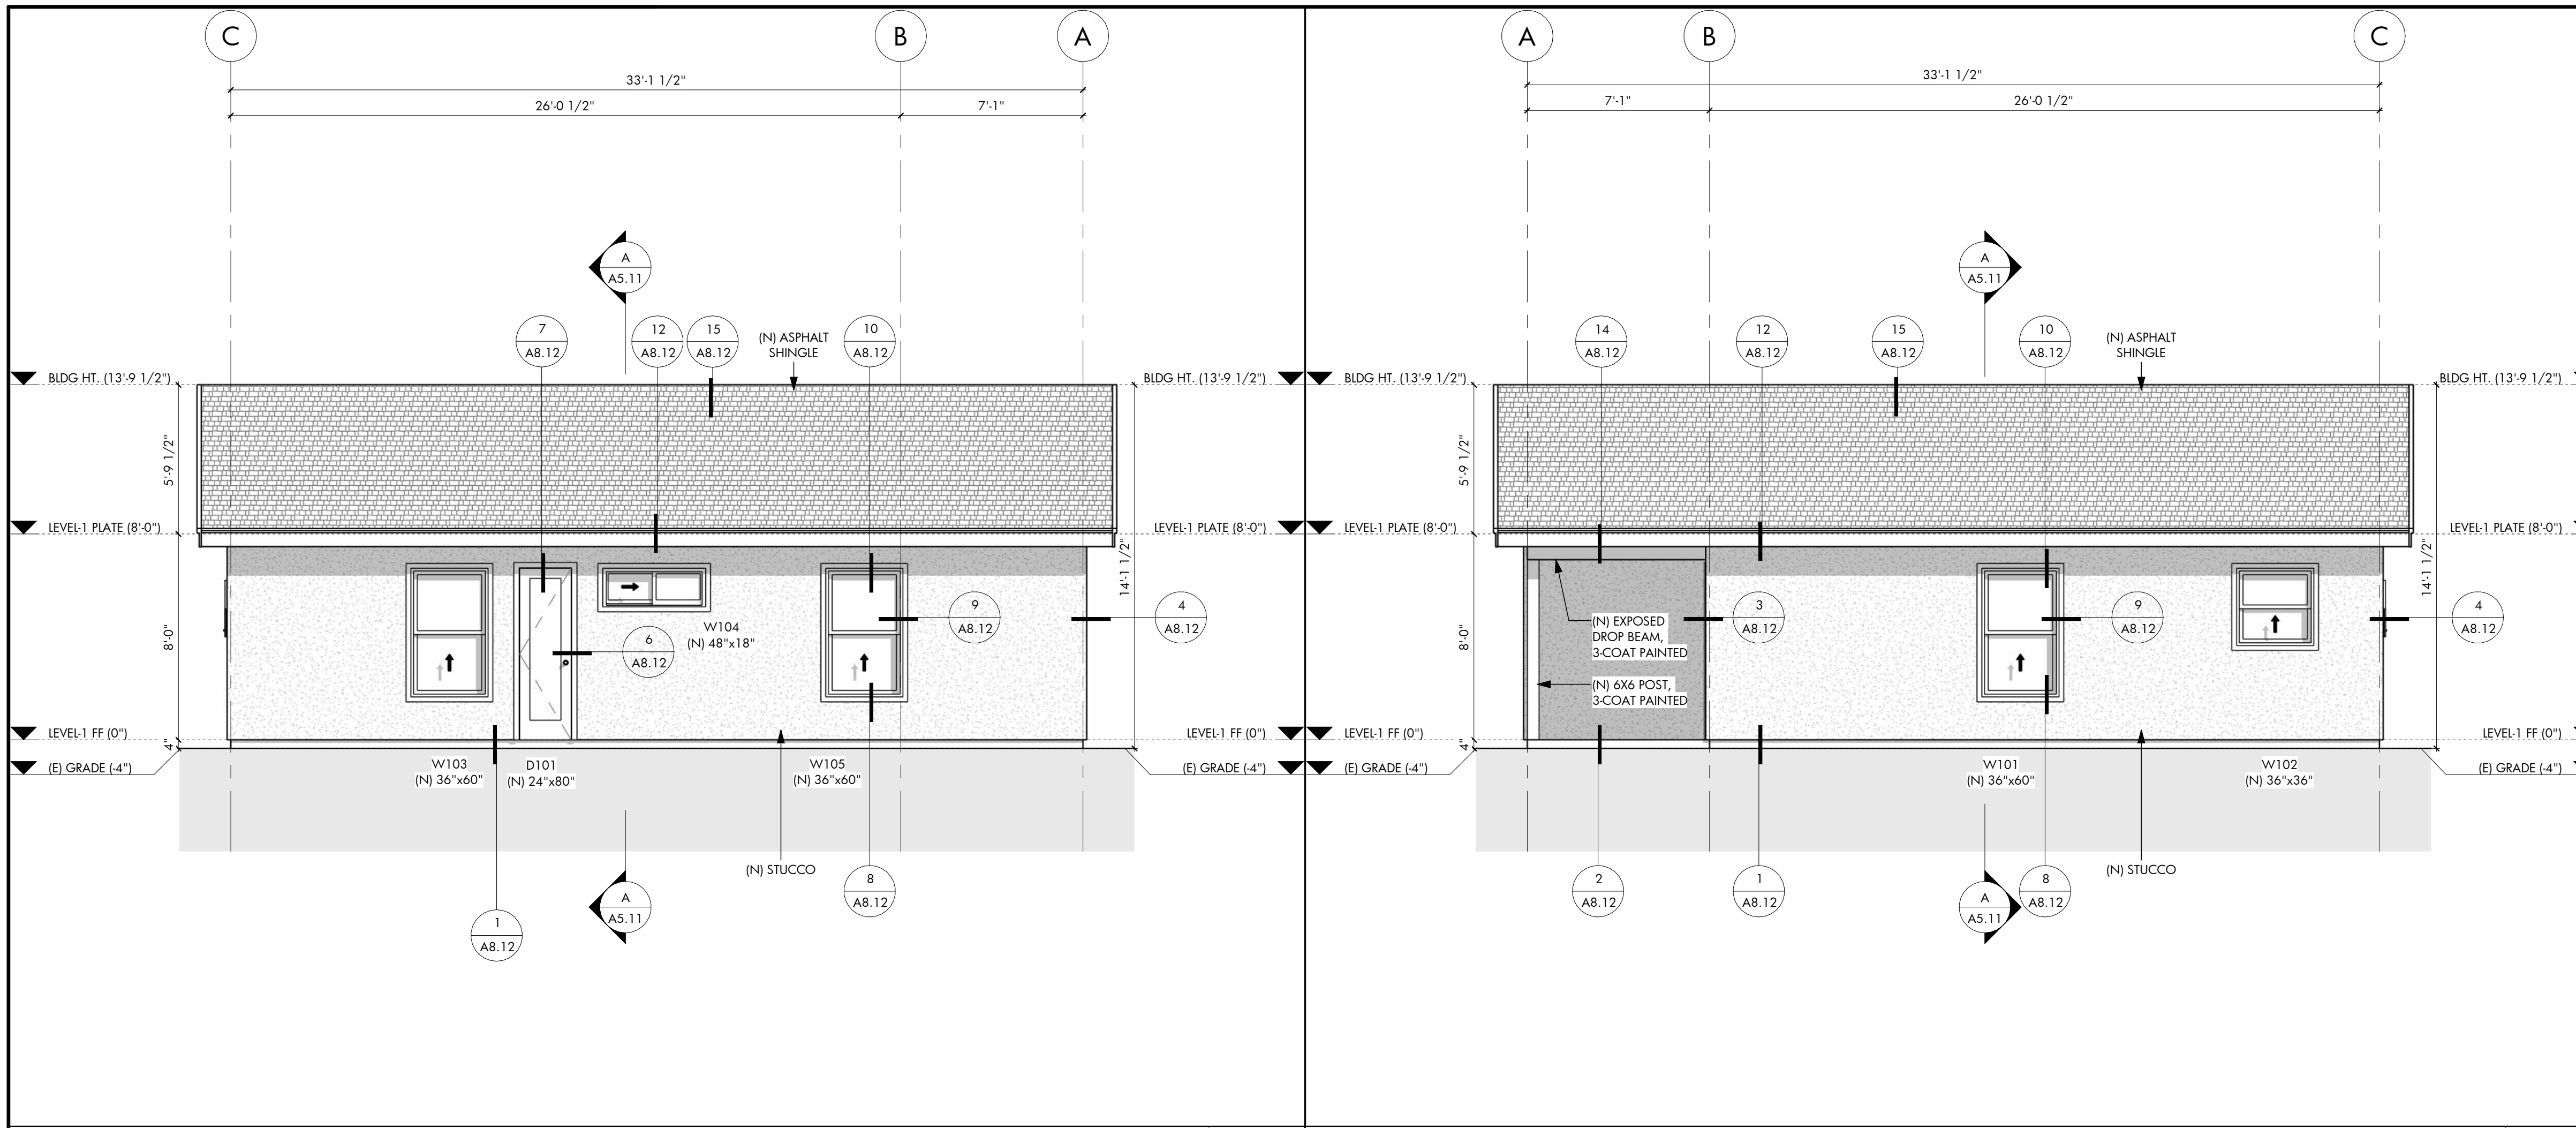 C
B
A
33'-1 1/2"
26'-0 1/2"
7'-1"
A
A5.11
7
A8.12
12
A8.12
15
A8.12
(N) ASPHALT
SHINGLE
10
A8.12
BLDG HT. (13'-9 1/2")
BLDG HT. (13'-9 1/2")
5'-9 1/2"
LEVEL-1 PLATE (8'-0")
LEVEL-1 PLATE (8'-0")
14'-1 1/2"
8'-0"
W104
(N) 48"x18"
6
A8.12
9
A8.12
4
A8.12
LEVEL-1 FF (0")
LEVEL-1 FF (0")
4"
(E) GRADE (-4")
(E) GRADE (-4")
W103
(N) 36"x60"
D101
(N) 24"x80"
W105
(N) 36"x60"
(N) STUCCO
1
A8.12
A
A5.11
8
A8.12
A
B
C
33'-1 1/2"
7'-1"
26'-0 1/2"
A
A5.11
14
A8.12
12
A8.12
15
A8.12
10
A8.12
(N) ASPHALT
SHINGLE
BLDG HT. (13'-9 1/2")
BLDG HT. (13'-9 1/2")
5'-9 1/2"
LEVEL-1 PLATE (8'-0")
LEVEL-1 PLATE (8'-0")
14'-1 1/2"
8'-0"
(N) EXPOSED
DROP BEAM,
3-COAT PAINTED
(N) 6X6 POST,
3-COAT PAINTED
3
A8.12
9
A8.12
4
A8.12
LEVEL-1 FF (0")
LEVEL-1 FF (0")
4"
(E) GRADE (-4")
(E) GRADE (-4")
W101
(N) 36"x60"
W102
(N) 36"x36"
(N) STUCCO
2
A8.12
1
A8.12
A
A5.11
8
A8.12